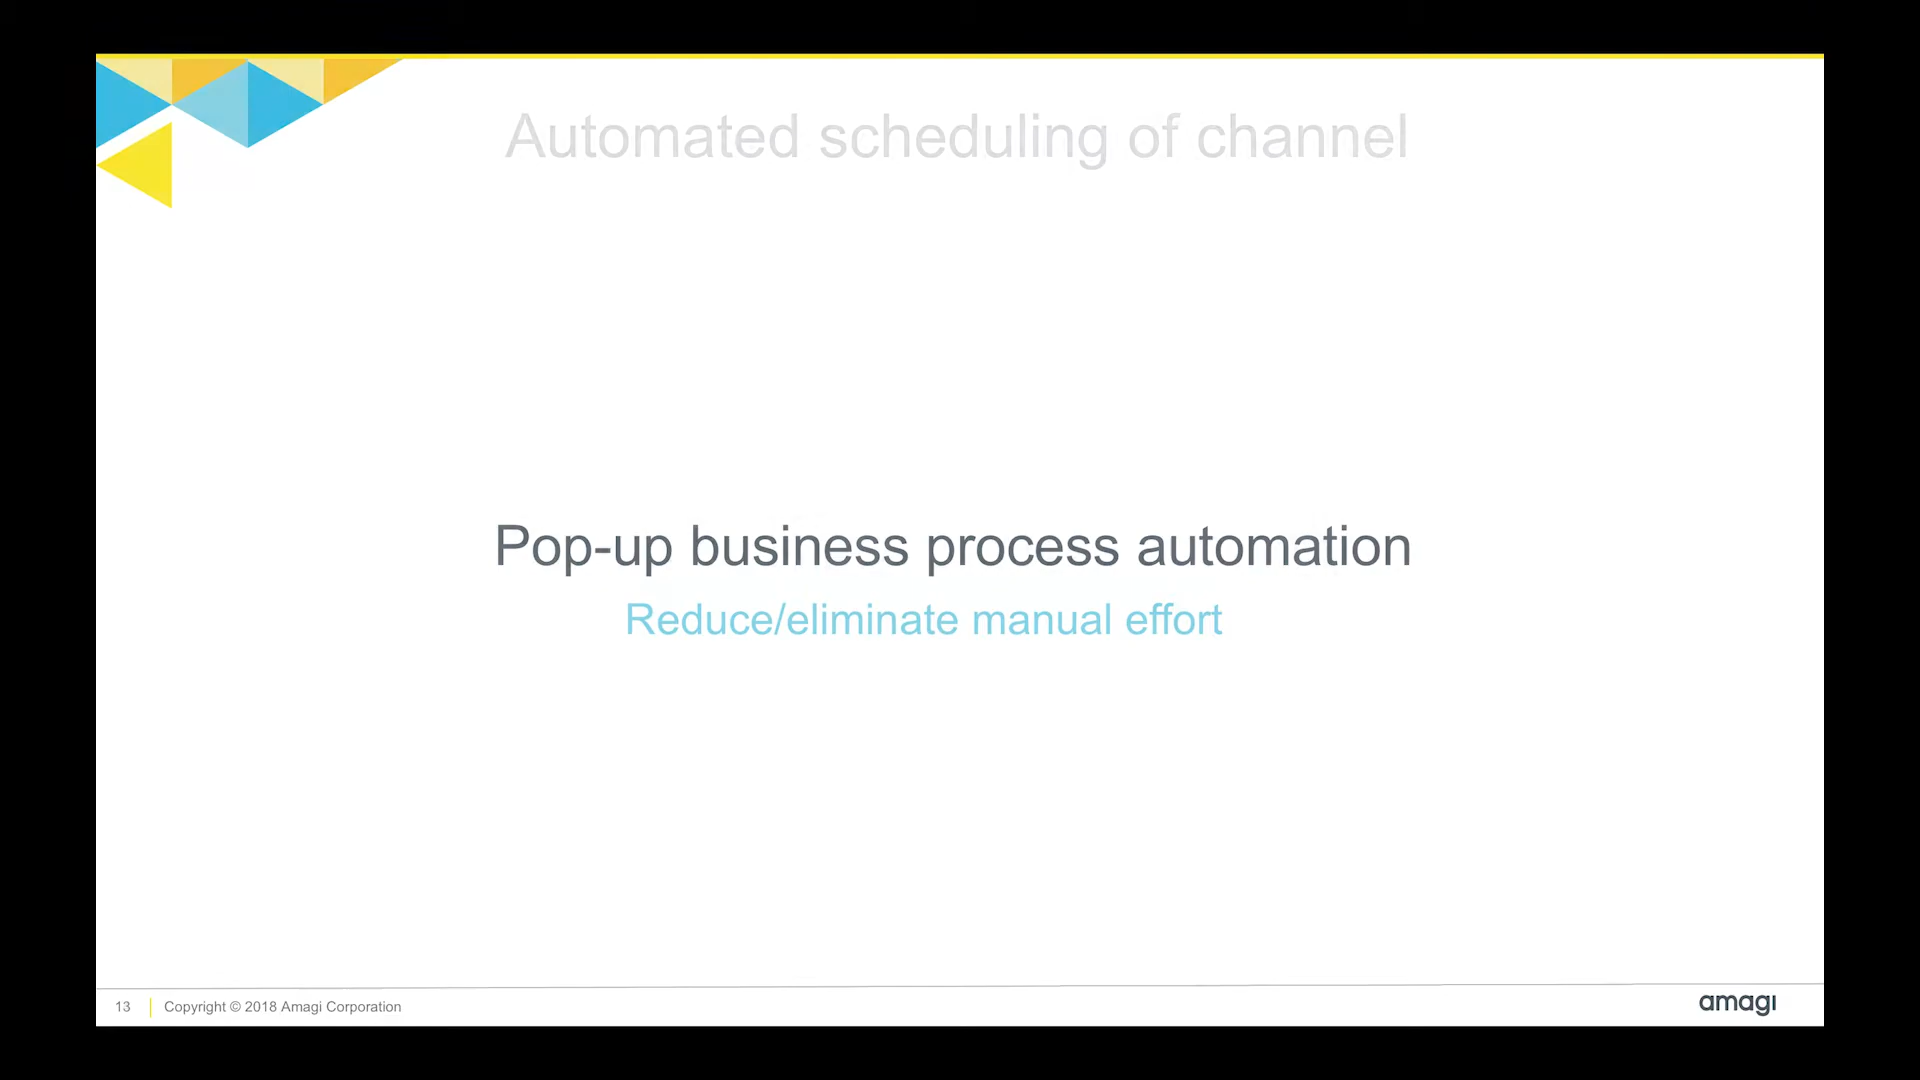 Automated scheduling of channel
Pop-up business process automation
Reduce/eliminate manual effort
13
Copyright © 2018 Amagi Corporation
amagi